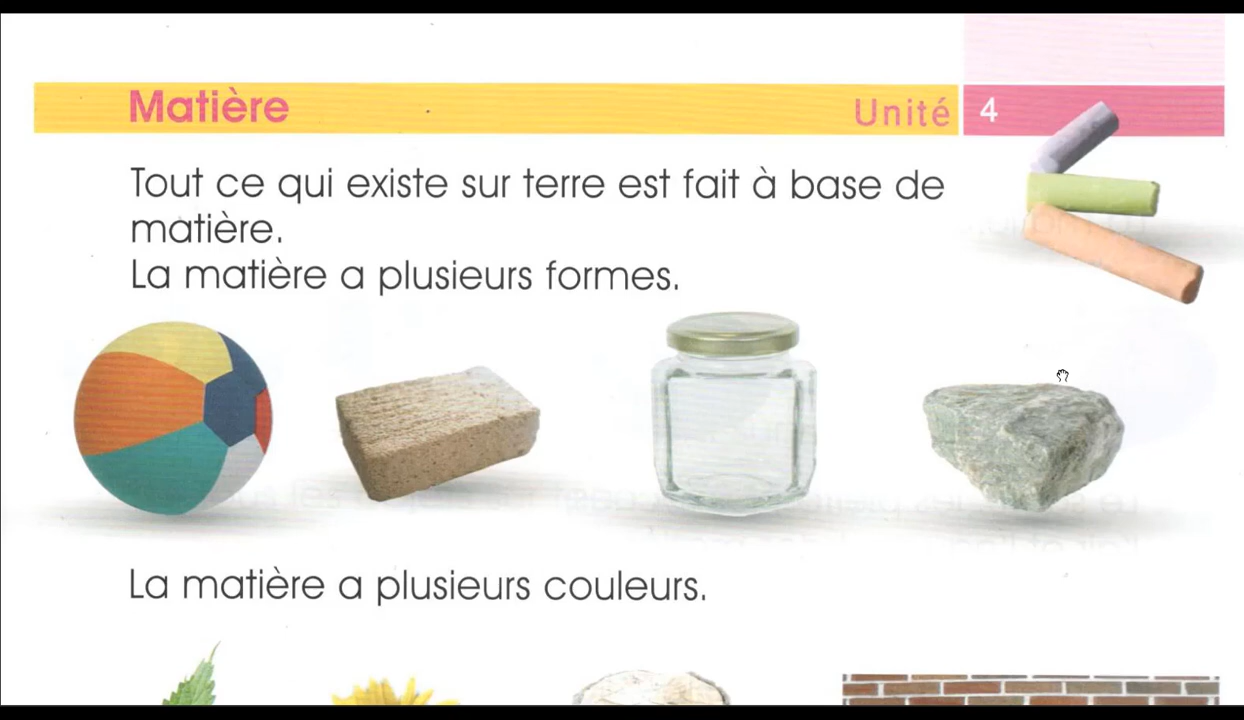 Matière
Unité 4
Tout ce qui existe sur terre est fait à base de
matière.
La matière a plusieurs formes.
La matière a plusieurs couleurs.